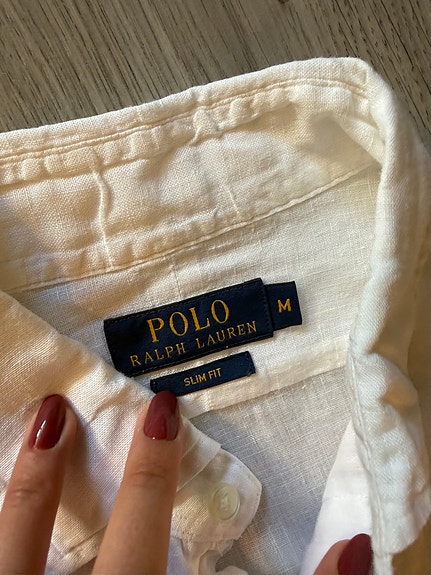 POLO
RALPH LAUREN
M
SLIM FIT